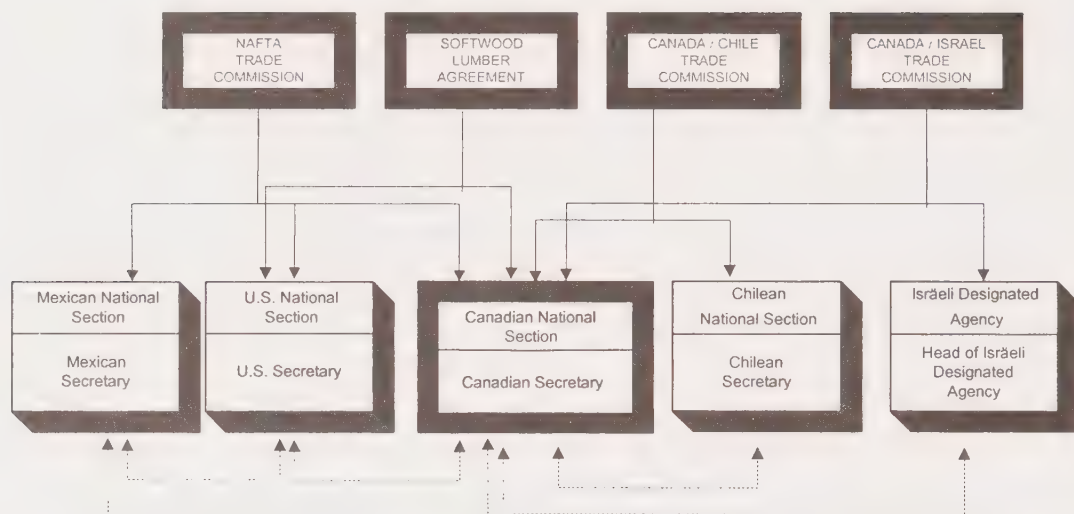 NAFTA
TRADE
COMMISSION
SOFTWOOD
LUMBER
AGREEMENT
CANADA / CHILE
TRADE
COMMISSION
CANADA / ISRAEL
TRADE
COMMISSION
Mexican National
Section
Mexican
Secretary
U.S. National
Section
U.S. Secretary
Canadian National
Section
Canadian Secretary
Chilean
National Section
Chilean
Secretary
Isräeli Designated
Agency
Head of Isräeli
Designated
Agency